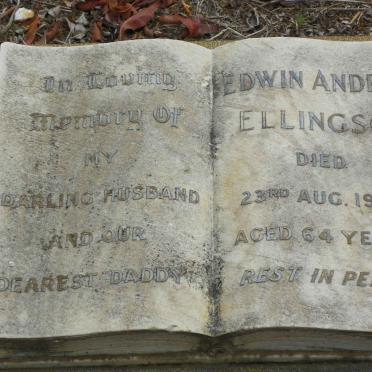 In Loving
Memory Of
MY
DARLING HUSBAND
AND OUR
DEAREST "DADDY"
EDWIN ANDE
ELLINGSO
DIED
23RD AUG. 19
AGED 64 YE
REST IN PE